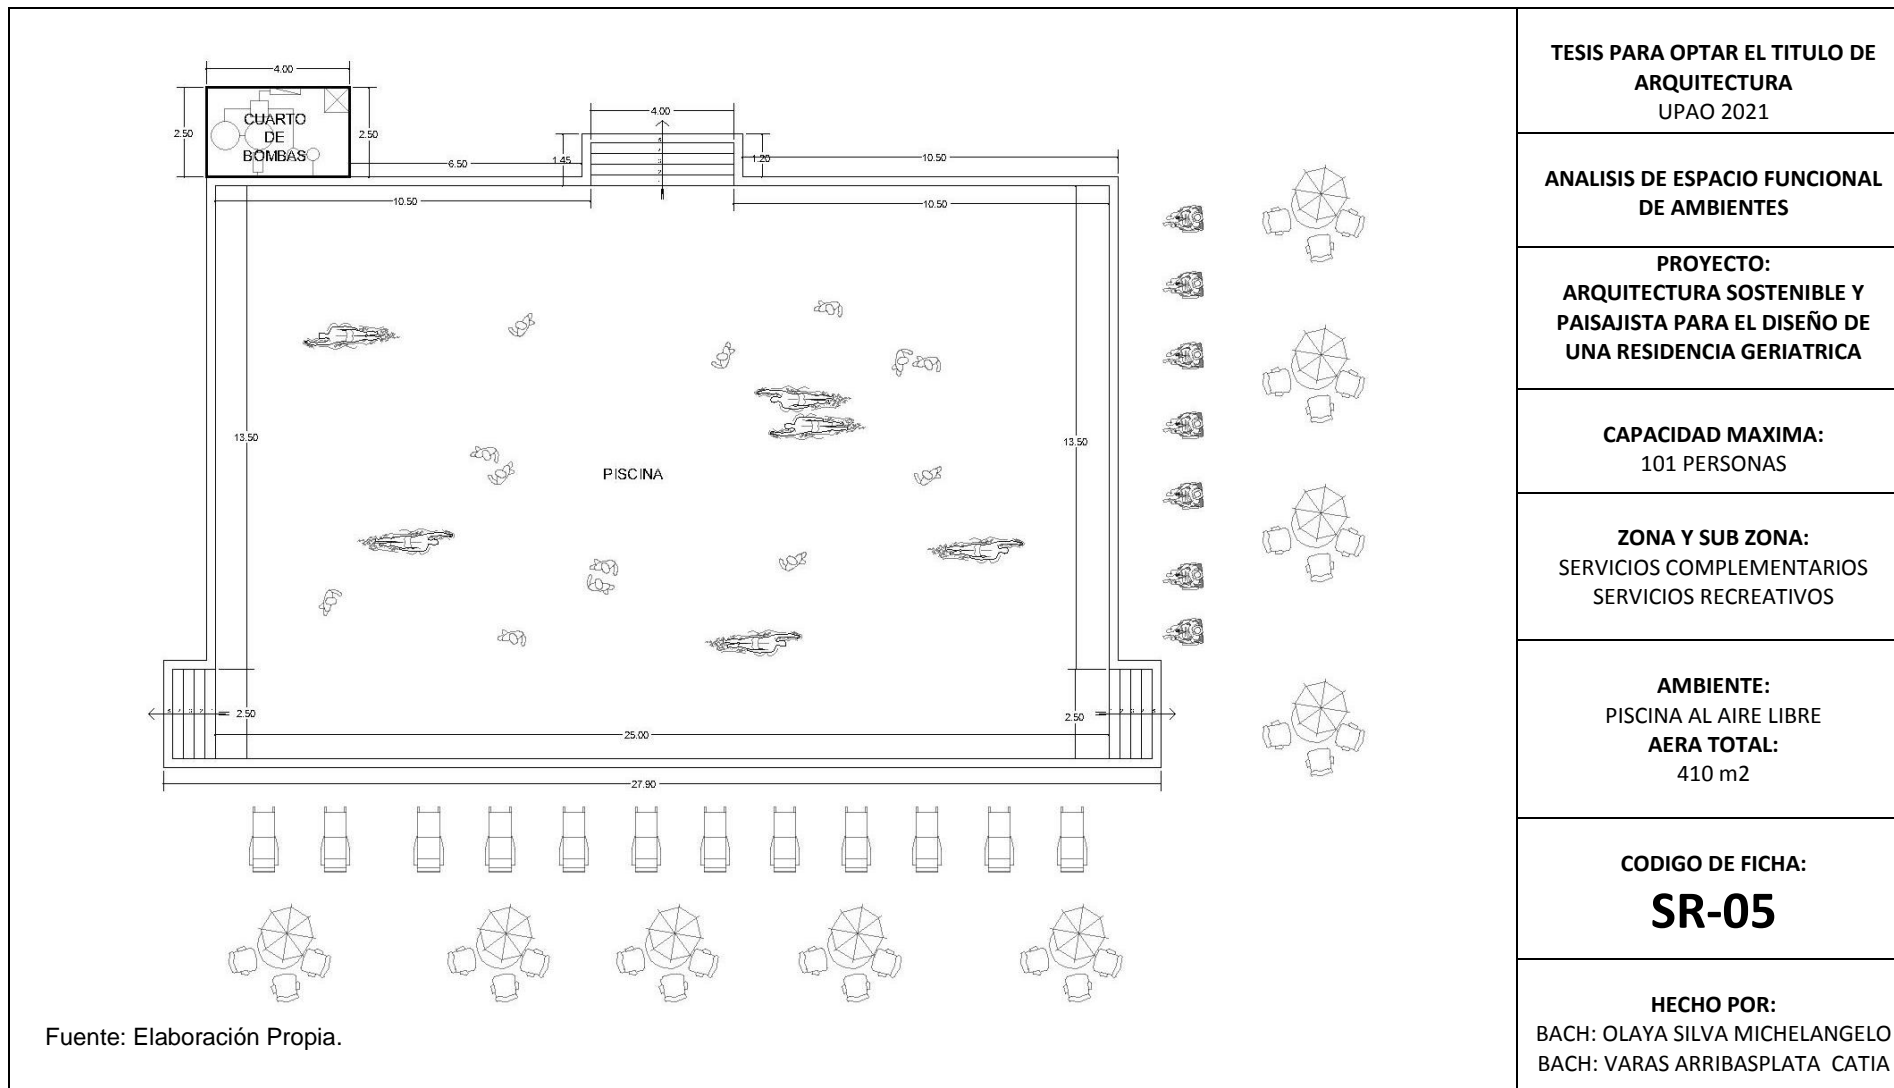 4.00
CUARTO
DE
BOMBAS
2.50
2.50
4.00
6.50
1.45
1.20
10.50
10.50
10.50
13.50
13.50
PISCINA
2.50
2.50
25.00
27.90
Fuente: Elaboración Propia.
TESIS PARA OPTAR EL TITULO DE
ARQUITECTURA
UPAO 2021
ANALISIS DE ESPACIO FUNCIONAL
DE AMBIENTES
PROYECTO:
ARQUITECTURA SOSTENIBLE Y
PAISAJISTA PARA EL DISEÑO DE
UNA RESIDENCIA GERIATRICA
CAPACIDAD MAXIMA:
101 PERSONAS
ZONA Y SUB ZONA:
SERVICIOS COMPLEMENTARIOS
SERVICIOS RECREATIVOS
AMBIENTE:
PISCINA AL AIRE LIBRE
AERA TOTAL:
410 m2
CODIGO DE FICHA:
SR-05
HECHO POR:
BACH: OLAYA SILVA MICHELANGELO
BACH: VARAS ARRIBASPLATA CATIA